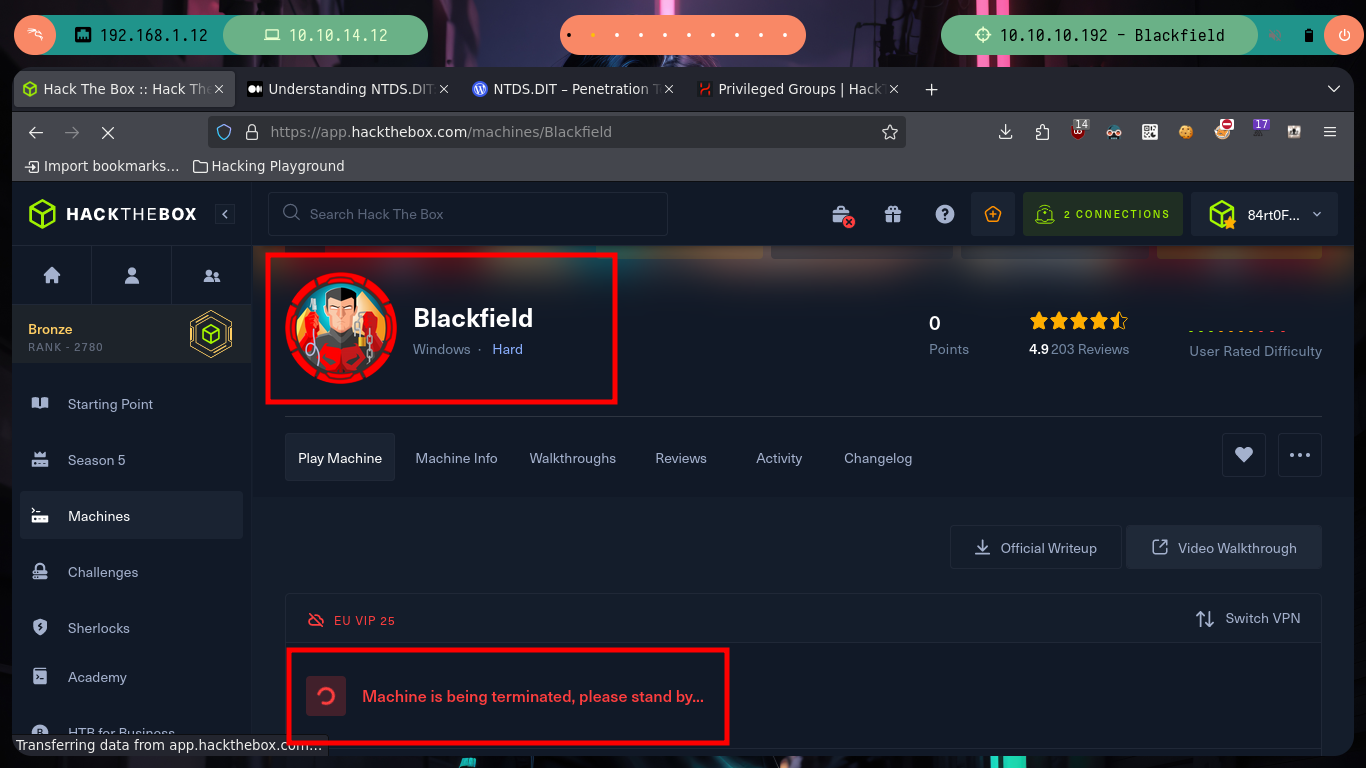 192.168.1.12 10.10.14.12 10.10.10.192 - Blackfield
Hack The Box :: Hack The Understanding NTDS.DIT NTDS.DIT – Penetration T Privileged Groups | Hack
https://app.hackthebox.com/machines/Blackfield 14 17
Import bookmarks... Hacking Playground
HACKTHEBOX Search Hack The Box 2 CONNECTIONS 84rt0F...
Bronze
RANK - 2780
Blackfield
Windows · Hard
0
Points
4.9 203 Reviews
User Rated Difficulty
Starting Point
Season 5
Machines
Challenges
Sherlocks
Academy
HTB for Business
Play Machine Machine Info Walkthroughs Reviews Activity Changelog
Official Writeup Video Walkthrough
EU VIP 25 Switch VPN
Machine is being terminated, please stand by...
Transferring data from app.hackthebox.com…